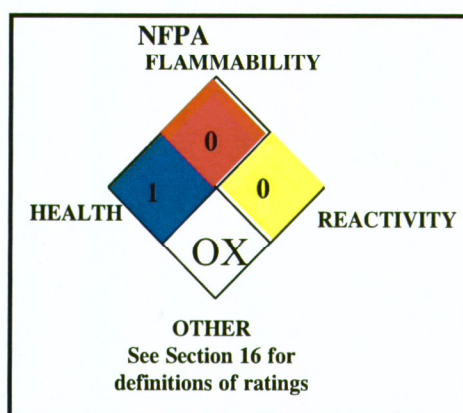 NFPA
FLAMMABILITY
0
1
0
HEALTH
REACTIVITY
OX
OTHER
See Section 16 for
definitions of ratings